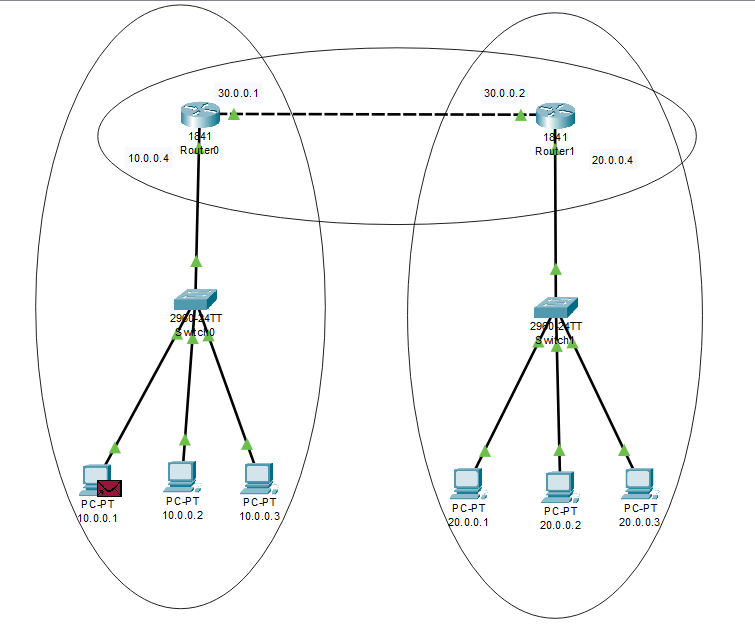 30.0.0.1
30.0.0.2
1841
Router0
1841
Router1
10.0.0.4
20.0.0.4
2960-24TT
Switch0
2960-24TT
Switch1
PC-PT
10.0.0.1
PC-PT
10.0.0.2
PC-PT
10.0.0.3
PC-PT
20.0.0.1
PC-PT
20.0.0.2
PC-PT
20.0.0.3